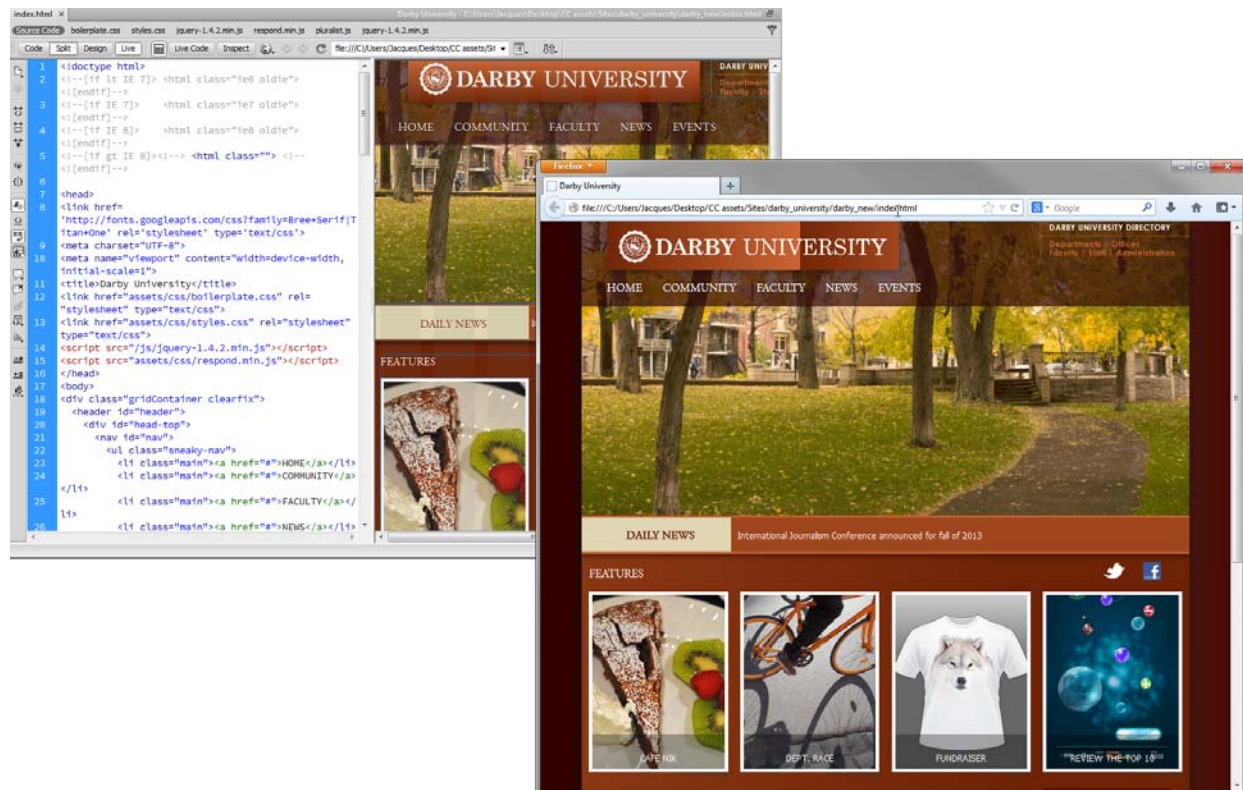 index.html ×
Darby University - C:\Users\Jacques\Desktop\CC assets\Sites\darby_university\darby_new\index.html
Source Code boilerplate.css styles.css jquery-1.4.2.min.js respond.min.js pluralist.js jquery-1.4.2.min.js
Code Split Design Live Live Code Inspect file:///C|/Users/Jacques/Desktop/CC assets/Sit
1 <!doctype html>
2 <!--[if lt IE 7]> <html class="ie6 oldie">
<![endif]-->
3 <!--[if IE 7]> <html class="ie7 oldie">
<![endif]-->
4 <!--[if IE 8]> <html class="ie8 oldie">
<![endif]-->
5 <!--[if gt IE 8]><!--> <html class=""> <!--
<![endif]-->
6
7 <head>
8 <link href=
'http://fonts.googleapis.com/css?family=Bree+Serif|T
itan+One' rel='stylesheet' type='text/css'>
9 <meta charset="UTF-8">
10 <meta name="viewport" content="width=device-width,
initial-scale=1">
11 <title>Darby University</title>
12 <link href="assets/css/boilerplate.css" rel=
"stylesheet" type="text/css">
13 <link href="assets/css/styles.css" rel="stylesheet"
type="text/css">
14 <script src="/js/jquery-1.4.2.min.js"></script>
15 <script src="assets/css/respond.min.js"></script>
16 </head>
17 <body>
18 <div class="gridContainer clearfix">
19 <header id="header">
20 <div id="head-top">
21 <nav id="nav">
22 <ul class="sneaky-nav">
23 <li class="main"><a href="#">HOME</a></li>
24 <li class="main"><a href="#">COMMUNITY</a>
</li>
25 <li class="main"><a href="#">FACULTY</a></
li>
26 <li class="main"><a href="#">NEWS</a></li>
DARBY UNIVERSITY
DARBY UNIV
Departments
Faculty | Sta
HOME COMMUNITY FACULTY NEWS EVENTS
DAILY NEWS
FEATURES
Firefox
Darby University
file:///C:/Users/Jacques/Desktop/CC assets/Sites/darby_university/darby_new/index.html
Google
DARBY UNIVERSITY
DARBY UNIVERSITY DIRECTORY
Departments | Offices
Faculty | Staff | Administration
HOME COMMUNITY FACULTY NEWS EVENTS
DAILY NEWS
International Journalism Conference announced for fall of 2013
FEATURES
CAFE NIK
DEPT. RACE
FUNDRAISER
REVIEW THE TOP 10